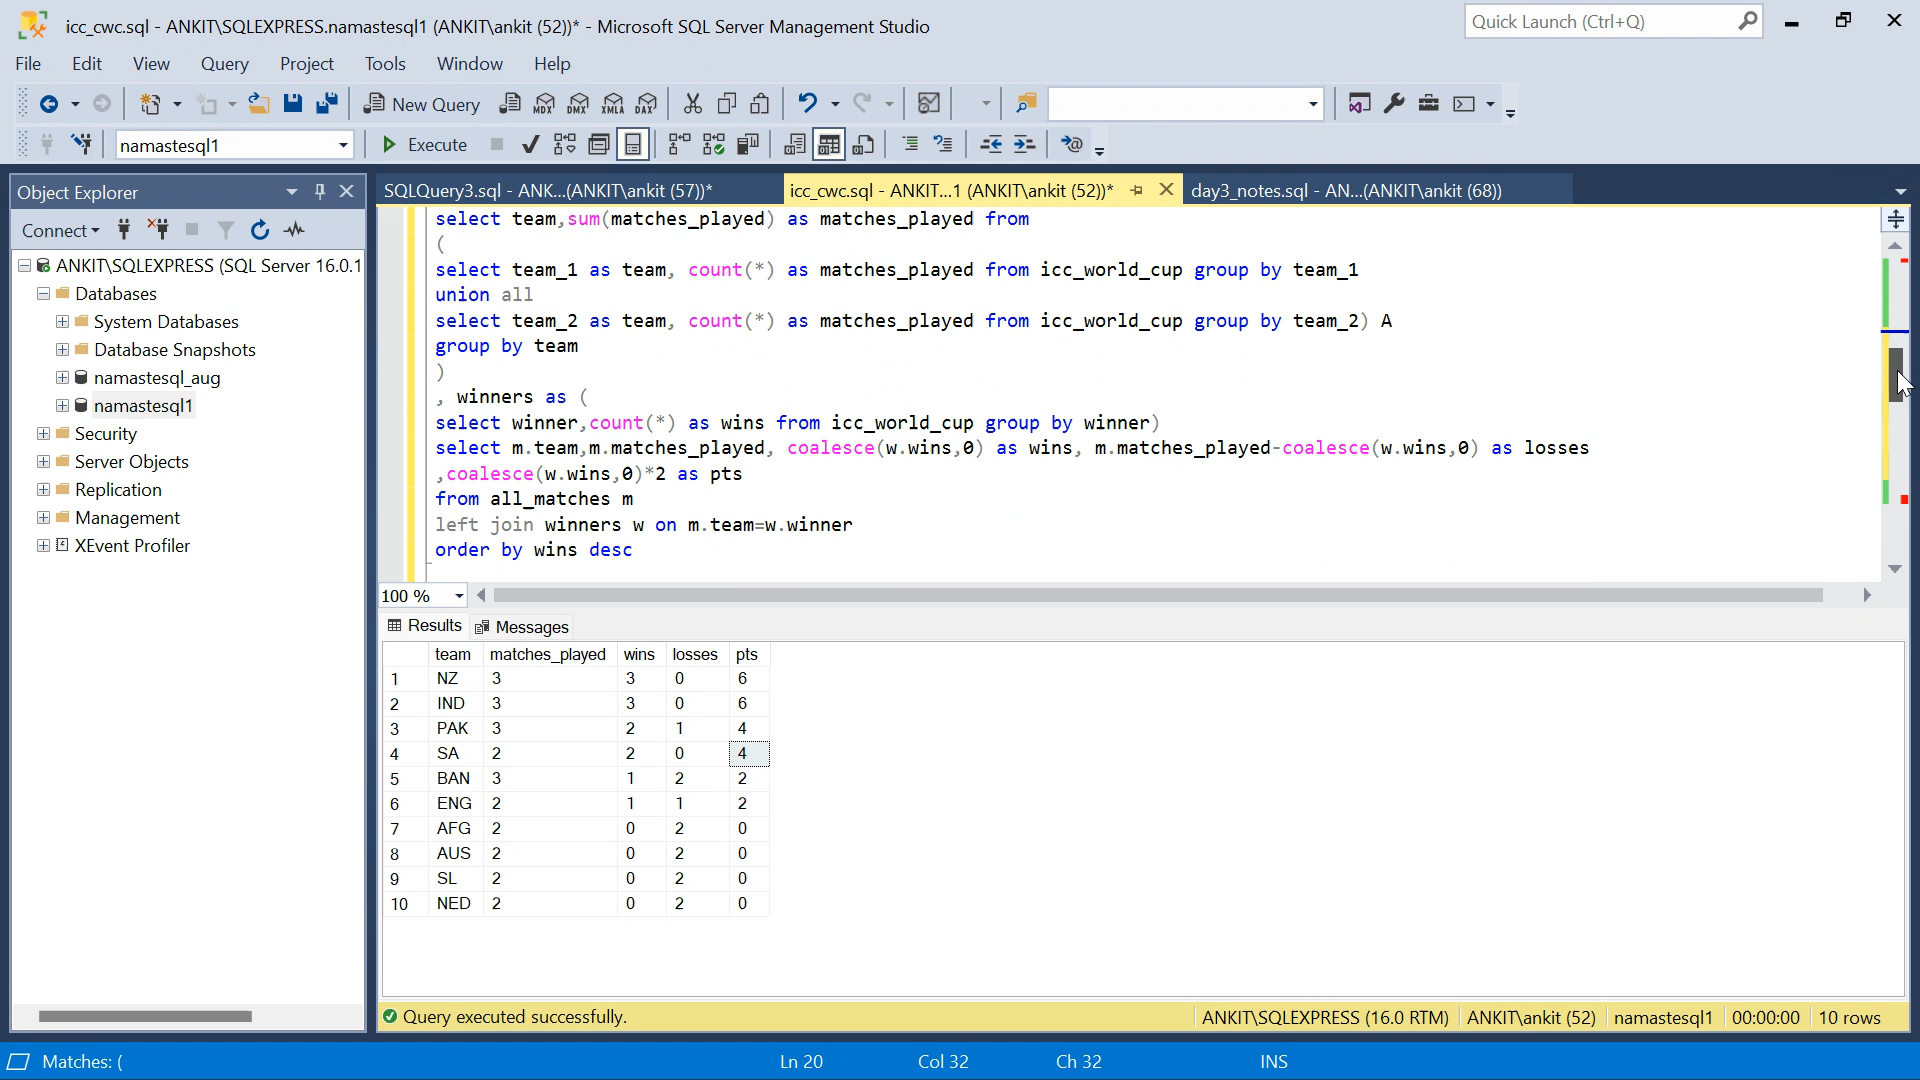 icc_cwc.sql - ANKIT\SQLEXPRESS.namastesql1 (ANKIT\ankit (52))* - Microsoft SQL Server Management Studio
Quick Launch (Ctrl+Q)
File Edit View Query Project Tools Window Help
New Query MDX DMX XMLA DAX
namastesql1 Execute
Object Explorer
SQLQuery3.sql - ANK...(ANKIT\ankit (57))* icc_cwc.sql - ANKIT...1 (ANKIT\ankit (52))* day3_notes.sql - AN...(ANKIT\ankit (68))
Connect
ANKIT\SQLEXPRESS (SQL Server 16.0.1
Databases
System Databases
Database Snapshots
namastesql_aug
namastesql1
Security
Server Objects
Replication
Management
XEvent Profiler
select team,sum(matches_played) as matches_played from
(
select team_1 as team, count(*) as matches_played from icc_world_cup group by team_1
union all
select team_2 as team, count(*) as matches_played from icc_world_cup group by team_2) A
group by team
)
, winners as (
select winner,count(*) as wins from icc_world_cup group by winner)
select m.team,m.matches_played, coalesce(w.wins,0) as wins, m.matches_played-coalesce(w.wins,0) as losses
,coalesce(w.wins,0)*2 as pts
from all_matches m
left join winners w on m.team=w.winner
order by wins desc
100 %
Results Messages
team matches_played wins losses pts
1 NZ 3 3 0 6
2 IND 3 3 0 6
3 PAK 3 2 1 4
4 SA 2 2 0 4
5 BAN 3 1 2 2
6 ENG 2 1 1 2
7 AFG 2 0 2 0
8 AUS 2 0 2 0
9 SL 2 0 2 0
10 NED 2 0 2 0
Query executed successfully. ANKIT\SQLEXPRESS (16.0 RTM) ANKIT\ankit (52) namastesql1 00:00:00 10 rows
Matches: ( Ln 20 Col 32 Ch 32 INS